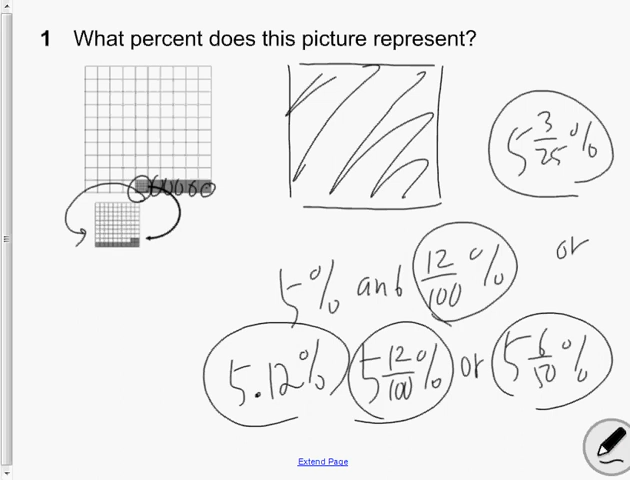 1 What percent does this picture represent?
5 3/25 %
5% and 12/100 % or
5.12% 5 12/100 % or 5 6/50 %
Extend Page